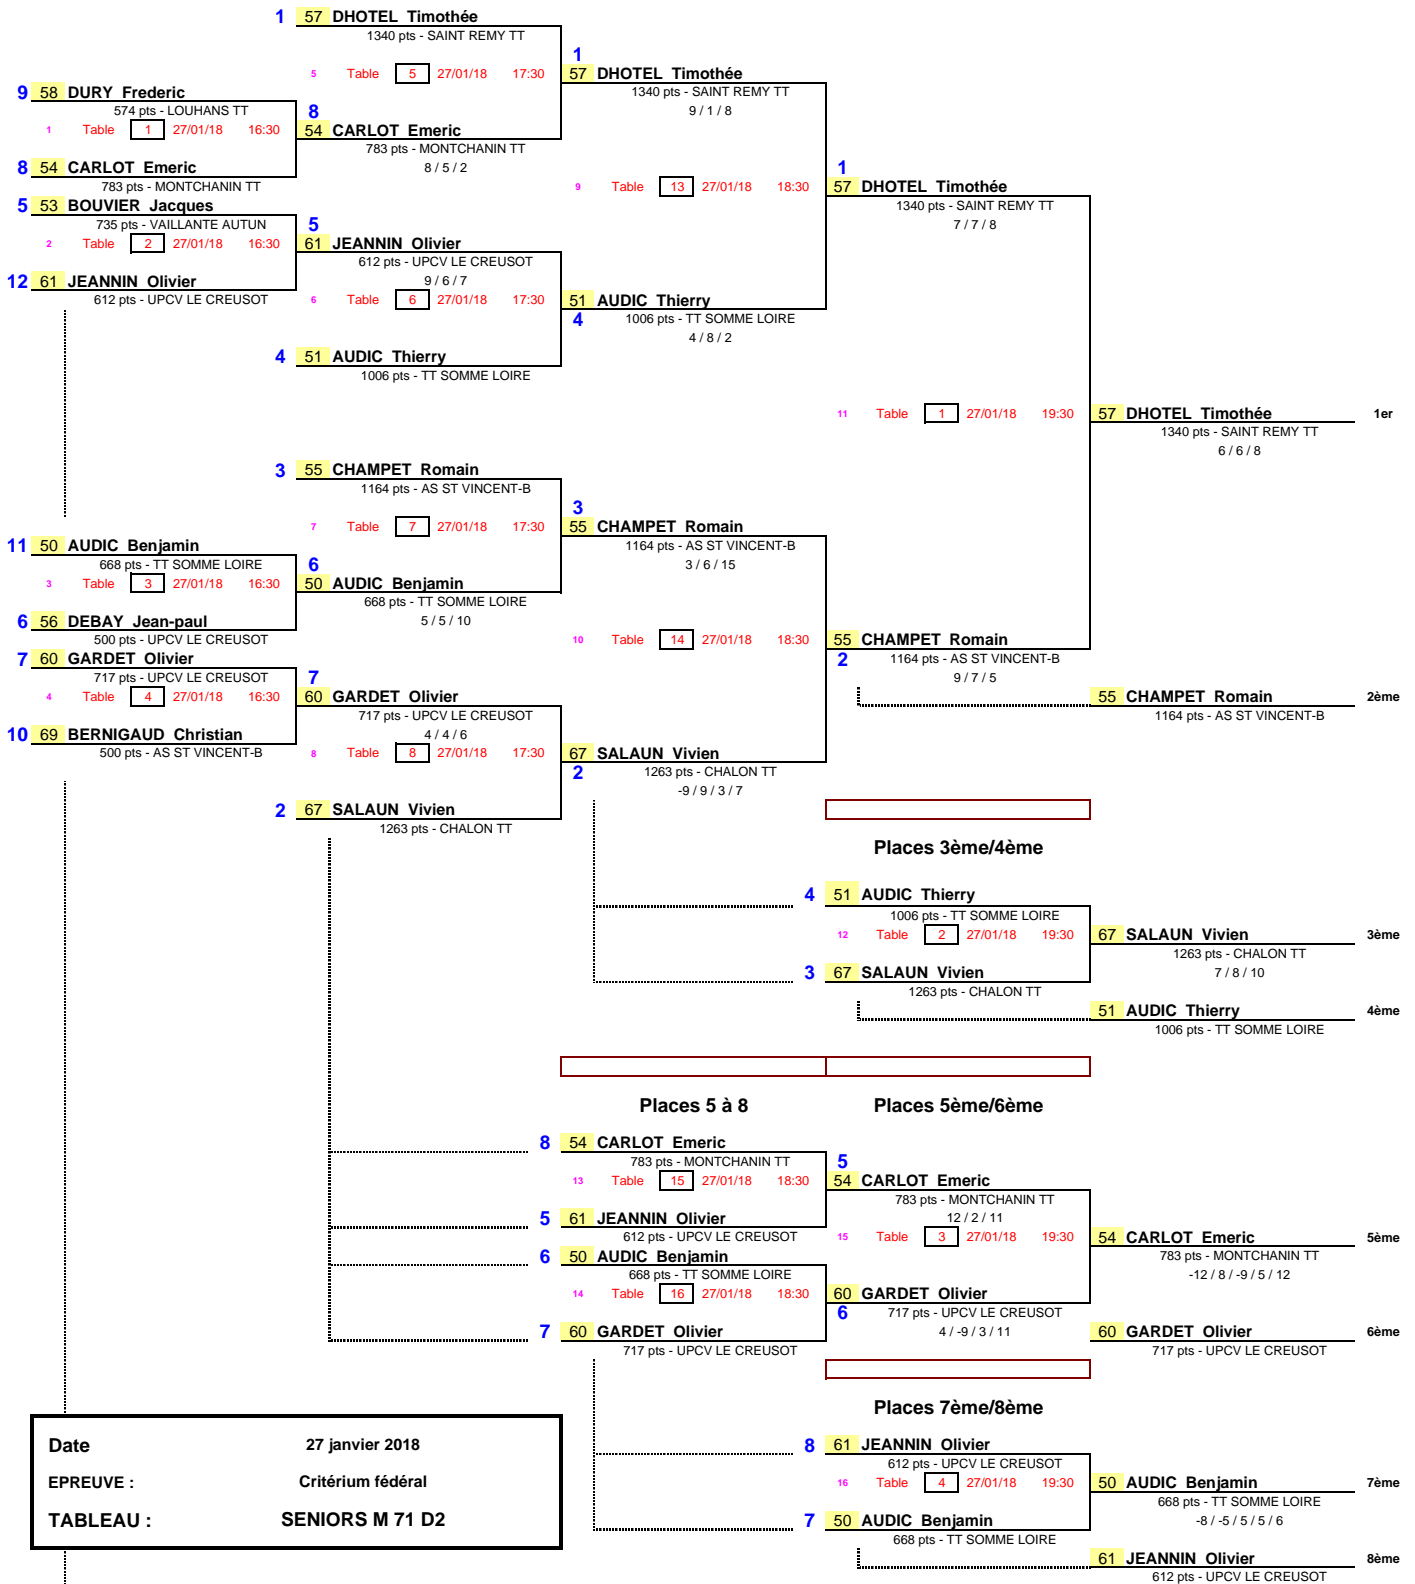 1 57 DHOTEL Timothée
1340 pts - SAINT REMY TT
1
5 Table 5 27/01/18 17:30 57 DHOTEL Timothée
9 58 DURY Frederic 1340 pts - SAINT REMY TT
574 pts - LOUHANS TT 8 9 / 1 / 8
1 Table 1 27/01/18 16:30 54 CARLOT Emeric
783 pts - MONTCHANIN TT
8 54 CARLOT Emeric 8 / 5 / 2 1
783 pts - MONTCHANIN TT 9 Table 13 27/01/18 18:30 57 DHOTEL Timothée
5 53 BOUVIER Jacques 1340 pts - SAINT REMY TT
735 pts - VAILLANTE AUTUN 5 7 / 7 / 8
2 Table 2 27/01/18 16:30 61 JEANNIN Olivier
612 pts - UPCV LE CREUSOT
12 61 JEANNIN Olivier 9 / 6 / 7
612 pts - UPCV LE CREUSOT 6 Table 6 27/01/18 17:30 51 AUDIC Thierry
4 1006 pts - TT SOMME LOIRE
4 / 8 / 2
4 51 AUDIC Thierry
1006 pts - TT SOMME LOIRE
11 Table 1 27/01/18 19:30 57 DHOTEL Timothée 1er
1340 pts - SAINT REMY TT
6 / 6 / 8
3 55 CHAMPET Romain
1164 pts - AS ST VINCENT-B
3
7 Table 7 27/01/18 17:30 55 CHAMPET Romain
11 50 AUDIC Benjamin 1164 pts - AS ST VINCENT-B
668 pts - TT SOMME LOIRE 6 3 / 6 / 15
3 Table 3 27/01/18 16:30 50 AUDIC Benjamin
668 pts - TT SOMME LOIRE
6 56 DEBAY Jean-paul 5 / 5 / 10
500 pts - UPCV LE CREUSOT 10 Table 14 27/01/18 18:30 55 CHAMPET Romain
7 60 GARDET Olivier 2 1164 pts - AS ST VINCENT-B
717 pts - UPCV LE CREUSOT 7 9 / 7 / 5
4 Table 4 27/01/18 16:30 60 GARDET Olivier 55 CHAMPET Romain 2ème
717 pts - UPCV LE CREUSOT 1164 pts - AS ST VINCENT-B
10 69 BERNIGAUD Christian 4 / 4 / 6
500 pts - AS ST VINCENT-B 8 Table 8 27/01/18 17:30 67 SALAUN Vivien
2 1263 pts - CHALON TT
-9 / 9 / 3 / 7
2 67 SALAUN Vivien
1263 pts - CHALON TT
Places 3ème/4ème
4 51 AUDIC Thierry
1006 pts - TT SOMME LOIRE
12 Table 2 27/01/18 19:30 67 SALAUN Vivien 3ème
1263 pts - CHALON TT
3 67 SALAUN Vivien 7 / 8 / 10
1263 pts - CHALON TT
51 AUDIC Thierry 4ème
1006 pts - TT SOMME LOIRE
Places 5 à 8 Places 5ème/6ème
8 54 CARLOT Emeric
783 pts - MONTCHANIN TT 5
13 Table 15 27/01/18 18:30 54 CARLOT Emeric
783 pts - MONTCHANIN TT
5 61 JEANNIN Olivier 12 / 2 / 11
612 pts - UPCV LE CREUSOT 15 Table 3 27/01/18 19:30 54 CARLOT Emeric 5ème
6 50 AUDIC Benjamin 783 pts - MONTCHANIN TT
668 pts - TT SOMME LOIRE -12 / 8 / -9 / 5 / 12
14 Table 16 27/01/18 18:30 60 GARDET Olivier
6 717 pts - UPCV LE CREUSOT
7 60 GARDET Olivier 4 / -9 / 3 / 11 60 GARDET Olivier 6ème
717 pts - UPCV LE CREUSOT 717 pts - UPCV LE CREUSOT
Places 7ème/8ème
8 61 JEANNIN Olivier
612 pts - UPCV LE CREUSOT
16 Table 4 27/01/18 19:30 50 AUDIC Benjamin 7ème
668 pts - TT SOMME LOIRE
7 50 AUDIC Benjamin -8 / -5 / 5 / 5 / 6
668 pts - TT SOMME LOIRE
61 JEANNIN Olivier 8ème
612 pts - UPCV LE CREUSOT
Date 27 janvier 2018
EPREUVE : Critérium fédéral
TABLEAU : SENIORS M 71 D2